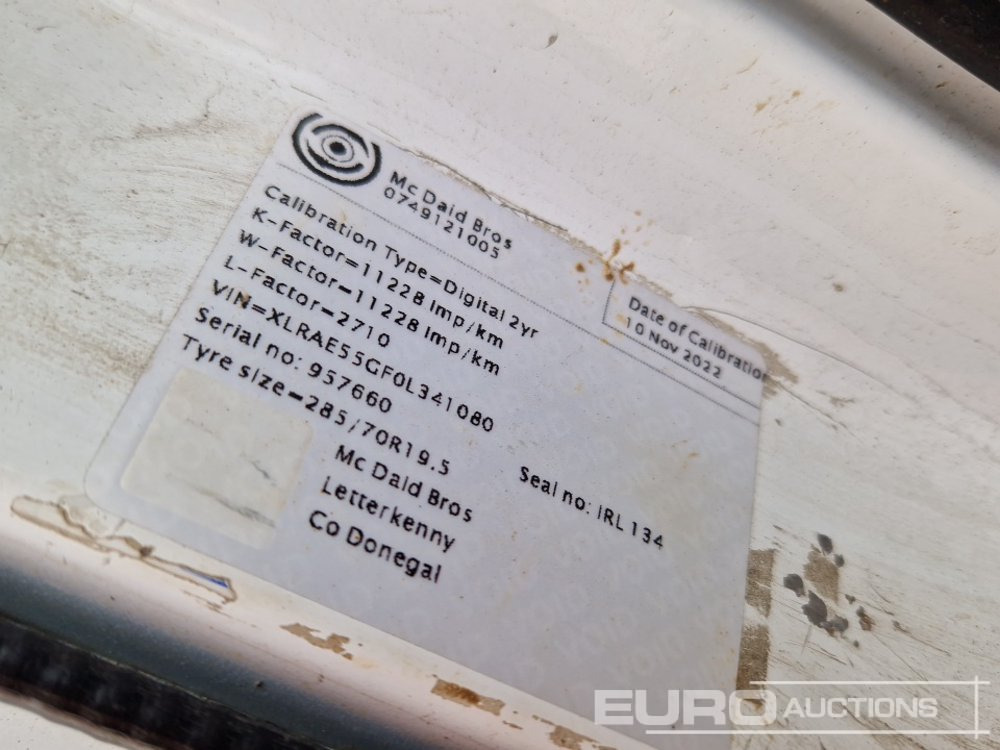 Mc Daid Bros
0749121005
Date of Calibration
10 Nov 2022
Calibration Type=Digital 2yr
K-Factor=11228 Imp/km
W-Factor=11228 Imp/km
L-Factor=2710
VIN=XLRAE55GF0L341080
Serial no: 957660
Seal no: IRL 134
Tyre size=285/70R19.5
Mc Daid Bros
Letterkenny
Co Donegal
EURO AUCTIONS